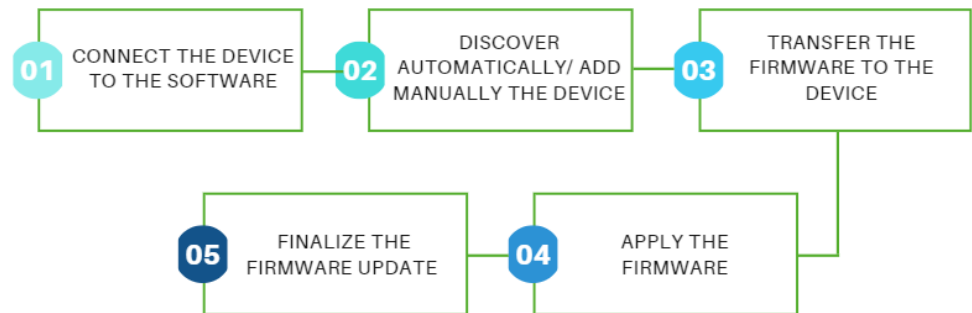 01
CONNECT THE DEVICE
TO THE SOFTWARE
02
DISCOVER
AUTOMATICALLY/ ADD
MANUALLY THE DEVICE
03
TRANSFER THE
FIRMWARE TO THE
DEVICE
04
APPLY THE
FIRMWARE
05
FINALIZE THE
FIRMWARE UPDATE